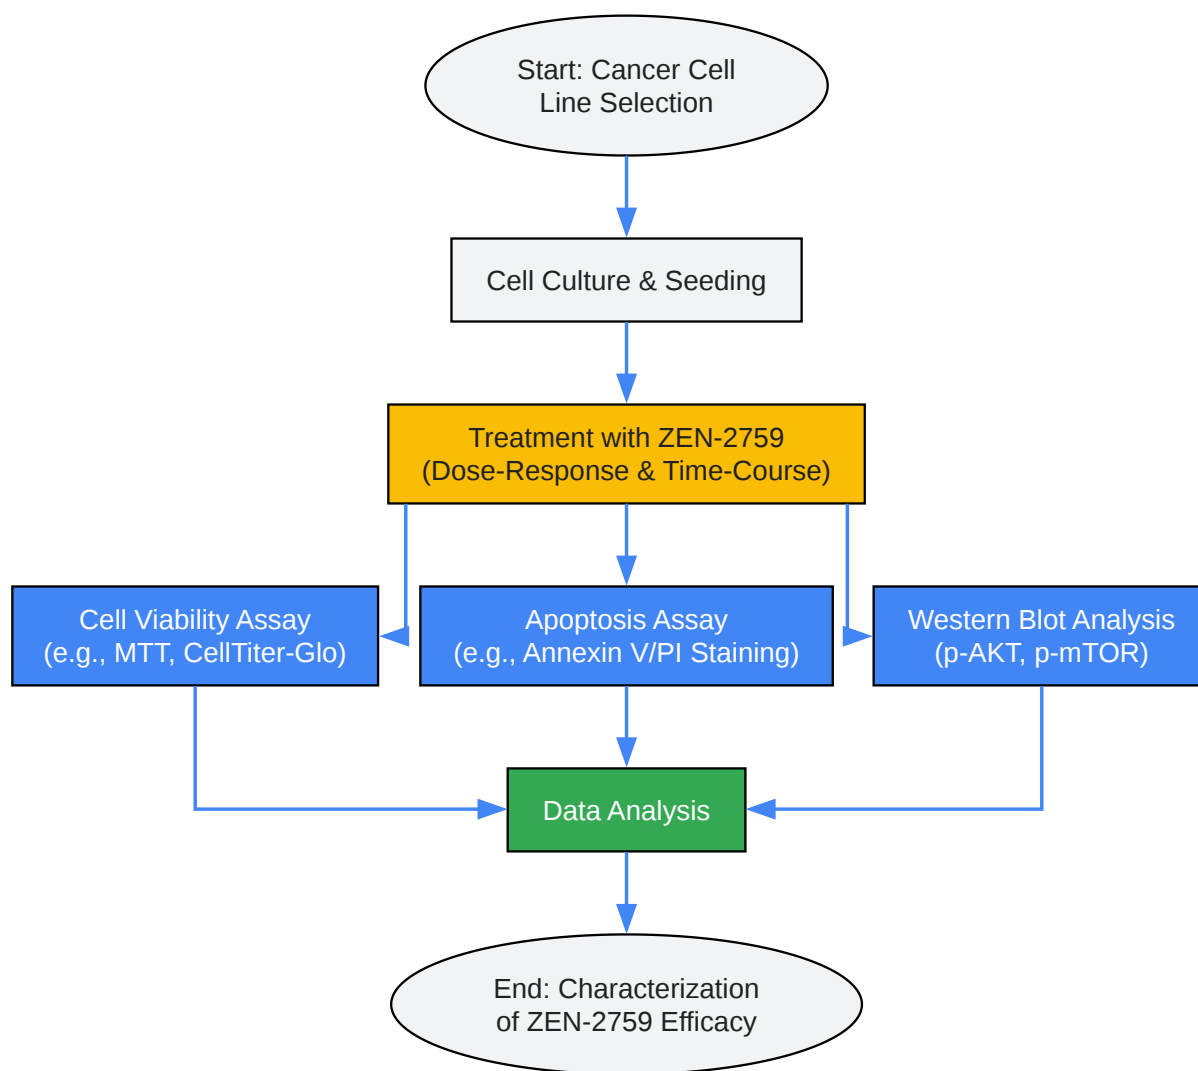 Start: Cancer Cell
Line Selection
Cell Culture & Seeding
Treatment with ZEN-2759
(Dose-Response & Time-Course)
Cell Viability Assay
(e.g., MTT, CellTiter-Glo)
Apoptosis Assay
(e.g., Annexin V/PI Staining)
Western Blot Analysis
(p-AKT, p-mTOR)
Data Analysis
End: Characterization
of ZEN-2759 Efficacy